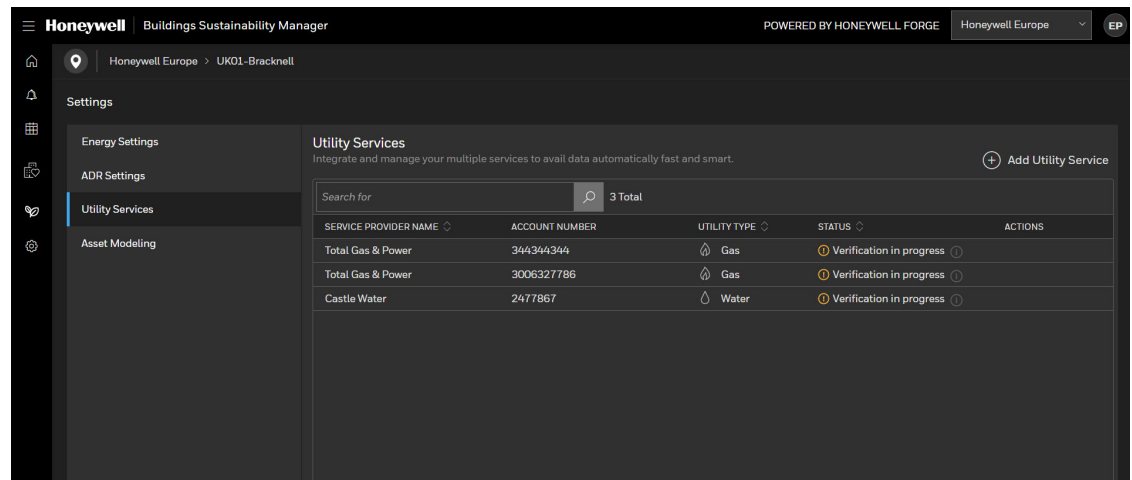 Honeywell | Buildings Sustainability Manager POWERED BY HONEYWELL FORGE Honeywell Europe EP
Honeywell Europe > UK01-Bracknell
Settings
Energy Settings
ADR Settings
Utility Services
Asset Modeling
Utility Services
Integrate and manage your multiple services to avail data automatically fast and smart.
Add Utility Service
Search for 3 Total
SERVICE PROVIDER NAME ACCOUNT NUMBER UTILITY TYPE STATUS ACTIONS
Total Gas & Power 344344344 Gas Verification in progress
Total Gas & Power 3006327786 Gas Verification in progress
Castle Water 2477867 Water Verification in progress